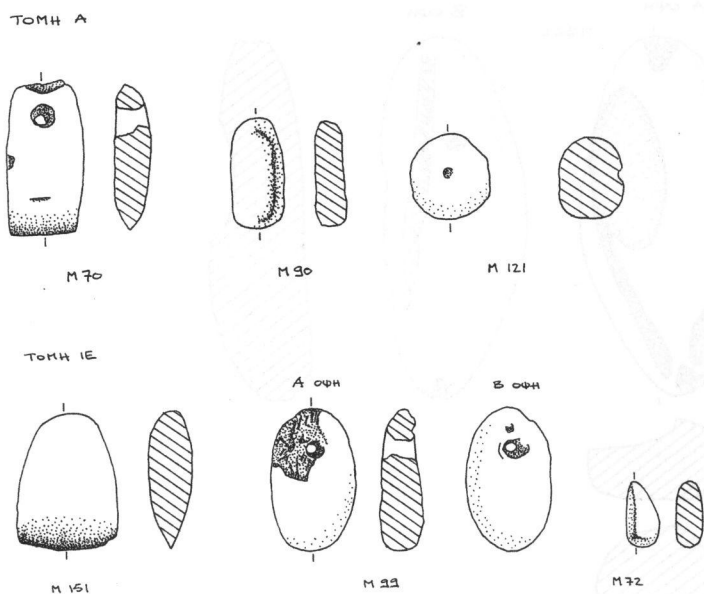 ΤΟΜΗ Α
Μ 70
Μ 90
Μ 121
ΤΟΜΗ ΙΕ
Α ΟΨΗ
Β ΟΨΗ
Μ 151
Μ 99
Μ 72